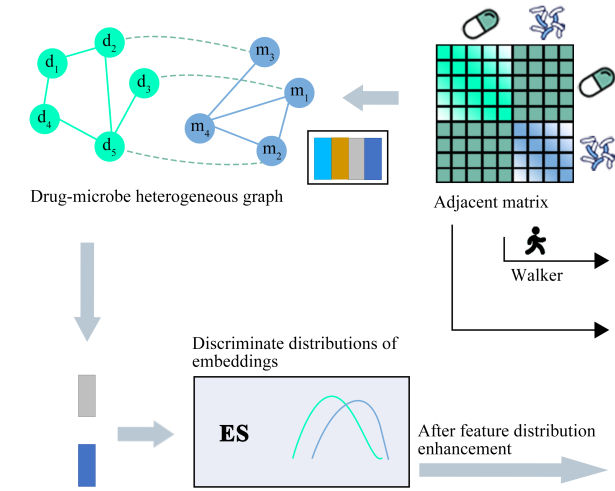 d2
d1
d3
d4
d5
m3
m1
m4
m2
Drug-microbe heterogeneous graph
Adjacent matrix
Walker
Discriminate distributions of
embeddings
ES
After feature distribution
enhancement